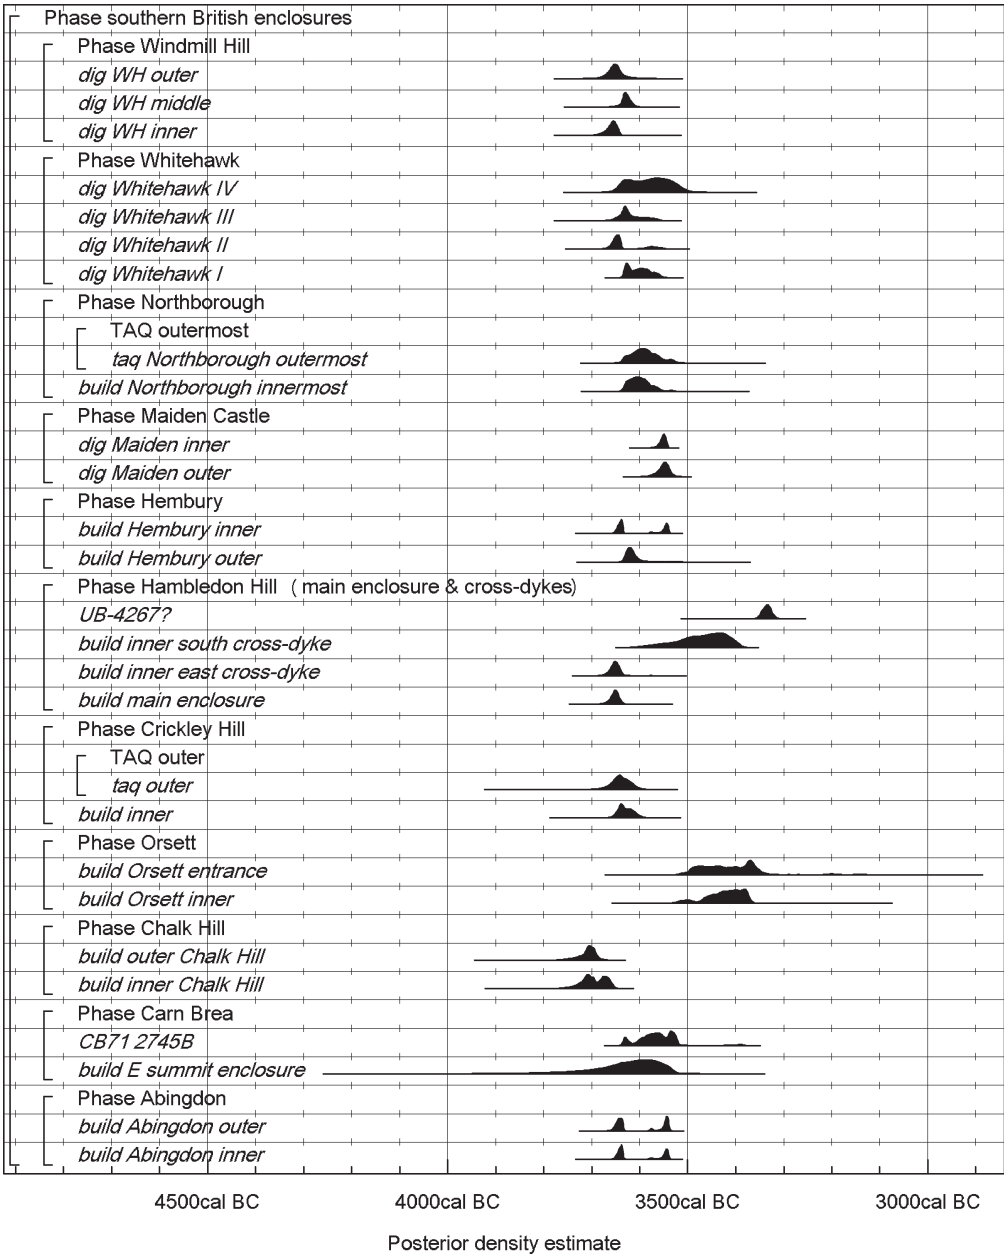 Phase southern British enclosures
Phase Windmill Hill
dig WH outer
dig WH middle
dig WH inner
Phase Whitehawk
dig Whitehawk IV
dig Whitehawk III
dig Whitehawk II
dig Whitehawk I
Phase Northborough
TAQ outermost
taq Northborough outermost
build Northborough innermost
Phase Maiden Castle
dig Maiden inner
dig Maiden outer
Phase Hembury
build Hembury inner
build Hembury outer
Phase Hambledon Hill ( main enclosure & cross-dykes)
UB-4267?
build inner south cross-dyke
build inner east cross-dyke
build main enclosure
Phase Crickley Hill
TAQ outer
taq outer
build inner
Phase Orsett
build Orsett entrance
build Orsett inner
Phase Chalk Hill
build outer Chalk Hill
build inner Chalk Hill
Phase Carn Brea
CB71 2745B
build E summit enclosure
Phase Abingdon
build Abingdon outer
build Abingdon inner
4500cal BC 4000cal BC 3500cal BC 3000cal BC
Posterior density estimate